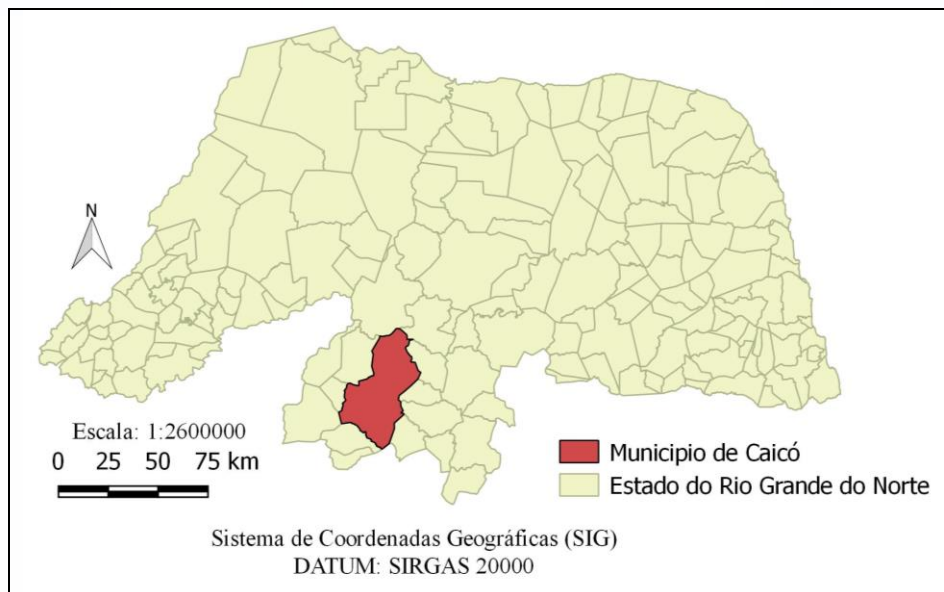 N
Escala: 1:2600000
0 25 50 75 km
Municipio de Caicó
Estado do Rio Grande do Norte
Sistema de Coordenadas Geográficas (SIG)
DATUM: SIRGAS 20000